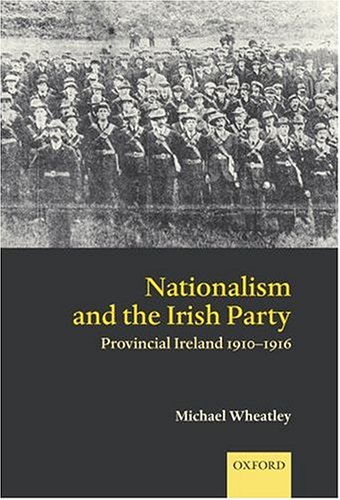 Nationalism
and the Irish Party
Provincial Ireland 1910–1916
Michael Wheatley
OXFORD